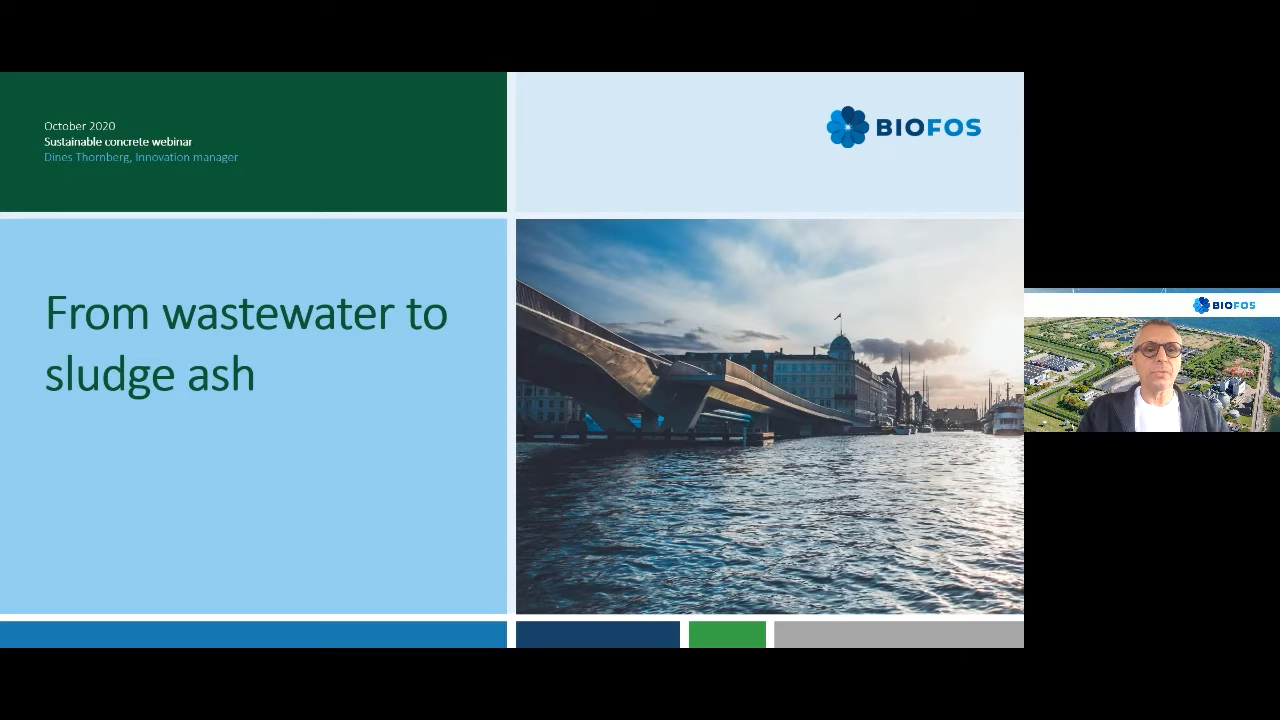 October 2020
Sustainable concrete webinar
Dines Thornberg, Innovation manager
BIOFOS
From wastewater to
sludge ash
BIOFOS